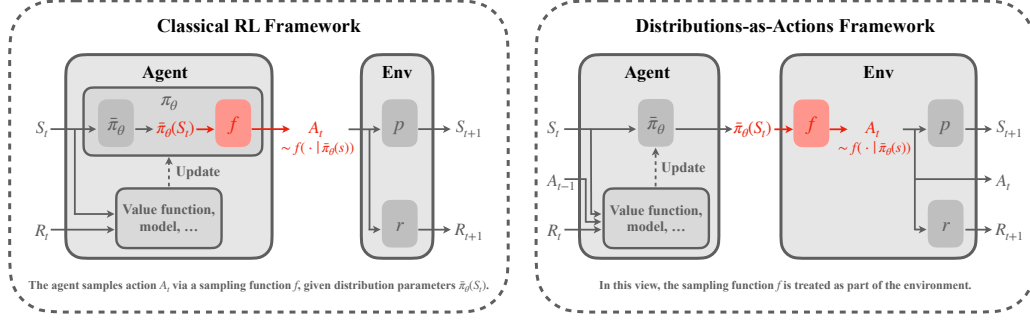 Classical RL Framework
Agent
Env
π_θ
S_t
π̄_θ
π̄_θ(S_t)
f
A_t
∼ f(· | π̄_θ(s))
p
S_{t+1}
Update
Value function,
model, …
R_t
r
R_{t+1}
The agent samples action A_t via a sampling function f, given distribution parameters π̄_θ(S_t).
Distributions-as-Actions Framework
Agent
Env
S_t
π̄_θ
π̄_θ(S_t)
f
A_t
∼ f(· | π̄_θ(s))
p
S_{t+1}
Update
A_{t−1}
A_t
Value function,
model, …
R_t
r
R_{t+1}
In this view, the sampling function f is treated as part of the environment.